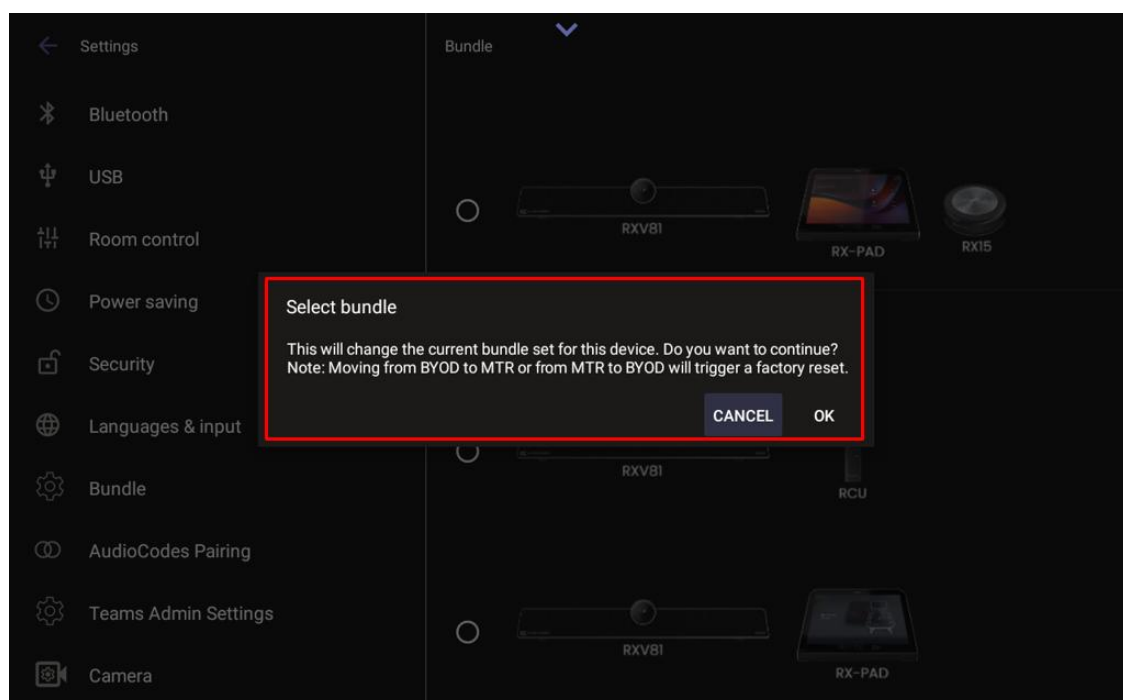 Settings
Bundle
Bluetooth
USB
Room control
Power saving
Security
Languages & input
Bundle
AudioCodes Pairing
Teams Admin Settings
Camera
RXV81
RX-PAD
RX15
Select bundle
This will change the current bundle set for this device. Do you want to continue?
Note: Moving from BYOD to MTR or from MTR to BYOD will trigger a factory reset.
CANCEL OK
RXV81
RCU
RXV81
RX-PAD